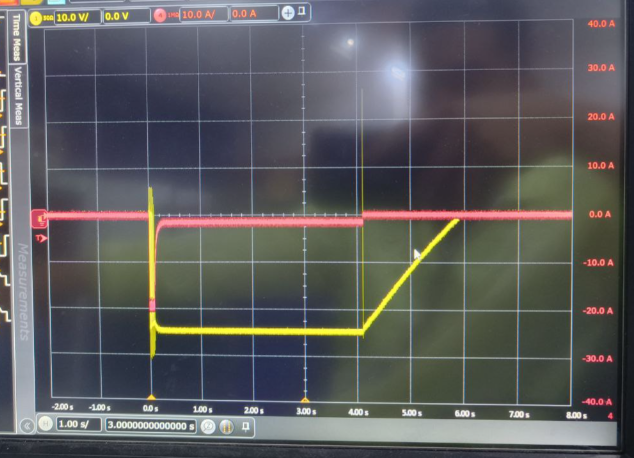 10.0 V/ 0.0 V 10.0 A/ 0.0 A
Time Meas
Vertical Meas
Measurements
40.0 A
30.0 A
20.0 A
10.0 A
0.0 A
-10.0 A
-20.0 A
-30.0 A
-40.0 A
-2.00 s -1.00 s 0.0 s 1.00 s 2.00 s 3.00 s 4.00 s 5.00 s 6.00 s 7.00 s 8.00 s 4
H 1.00 s/ 3.0000000000000 s